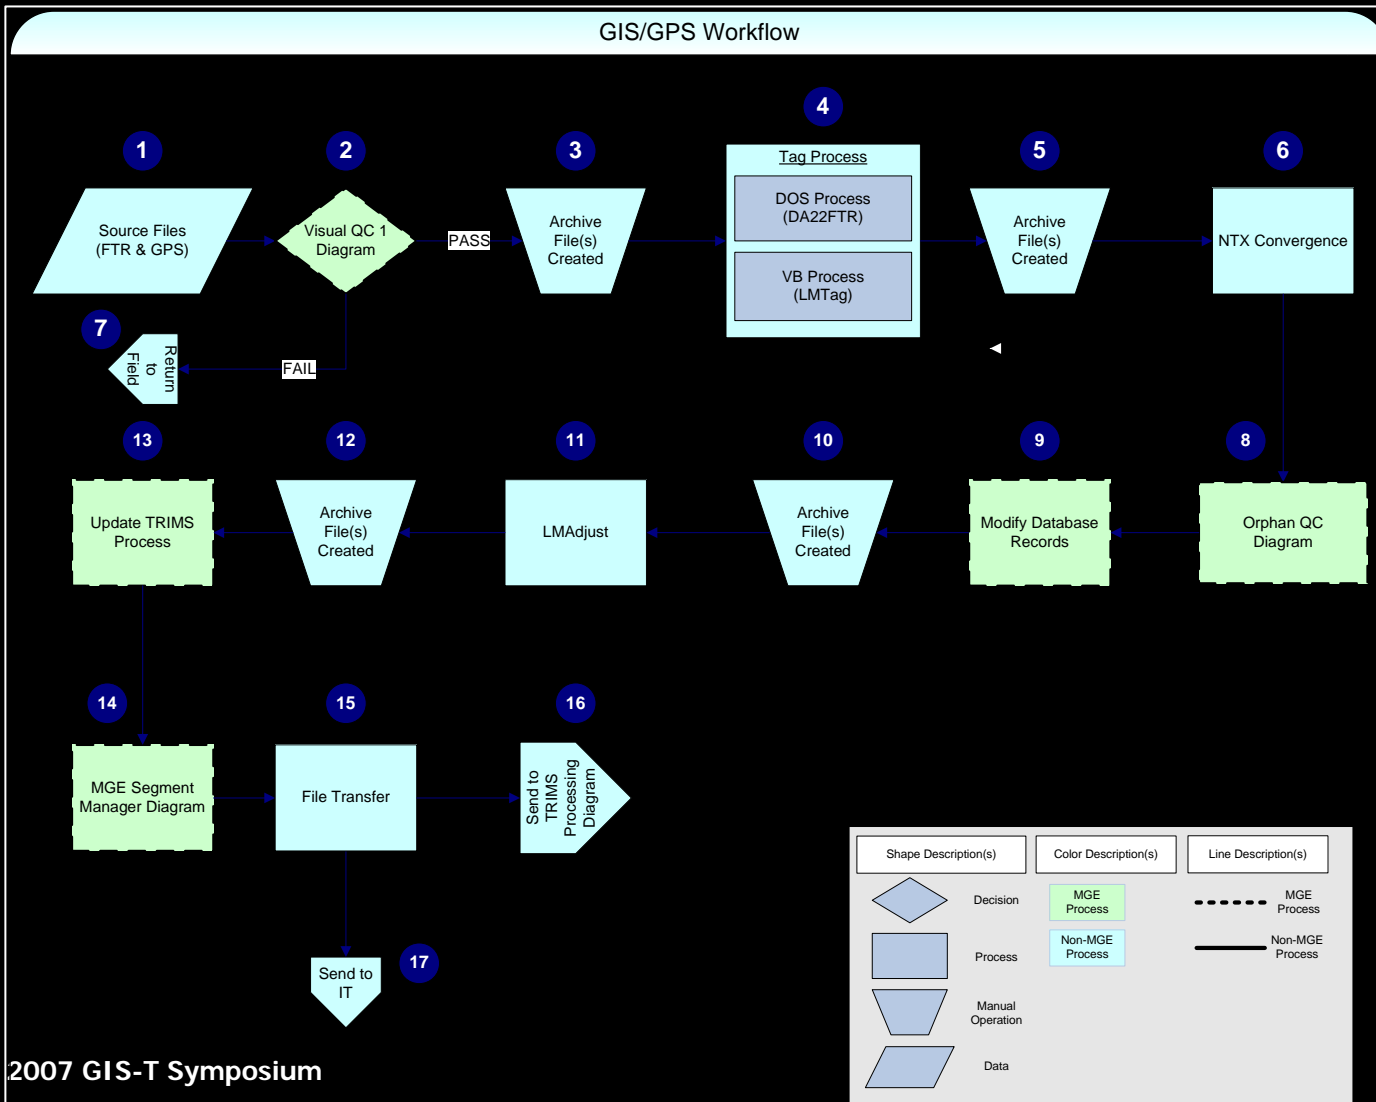 GIS/GPS Workflow
1
2
3
4
5
6
Source Files
(FTR & GPS)
Visual QC 1
Diagram
PASS
Archive
File(s)
Created
Tag Process
DOS Process
(DA22FTR)
VB Process
(LMTag)
Archive
File(s)
Created
NTX Convergence
7
Return
to
Field
FAIL
13
12
11
10
9
8
Update TRIMS
Process
Archive
File(s)
Created
LMAdjust
Archive
File(s)
Created
Modify Database
Records
Orphan QC
Diagram
14
15
16
MGE Segment
Manager Diagram
File Transfer
Send to
TRIMS
Processing
Diagram
17
Send to
IT
Shape Description(s)
Color Description(s)
Line Description(s)
Decision
MGE
Process
MGE
Process
Process
Non-MGE
Process
Non-MGE
Process
Manual
Operation
Data
2007 GIS-T Symposium